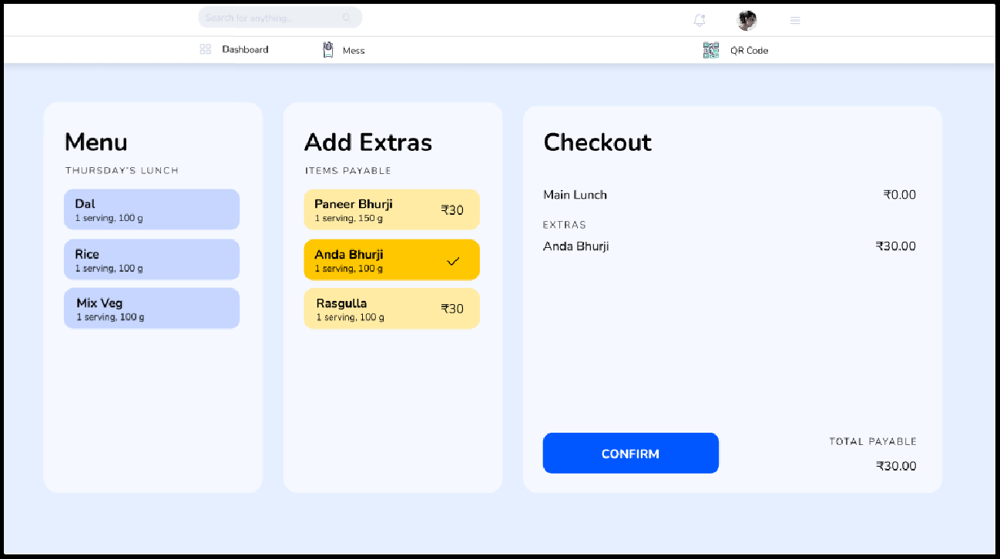 Search for anything...
Dashboard
Mess
QR Code
Menu
THURSDAY'S LUNCH
Dal
1 serving, 100 g
Rice
1 serving, 100 g
Mix Veg
1 serving, 100 g
Add Extras
ITEMS PAYABLE
Paneer Bhurji
1 serving, 150 g
₹30
Anda Bhurji
1 serving, 100 g
Rasgulla
1 serving, 100 g
₹30
Checkout
Main Lunch ₹0.00
EXTRAS
Anda Bhurji ₹30.00
CONFIRM
TOTAL PAYABLE
₹30.00